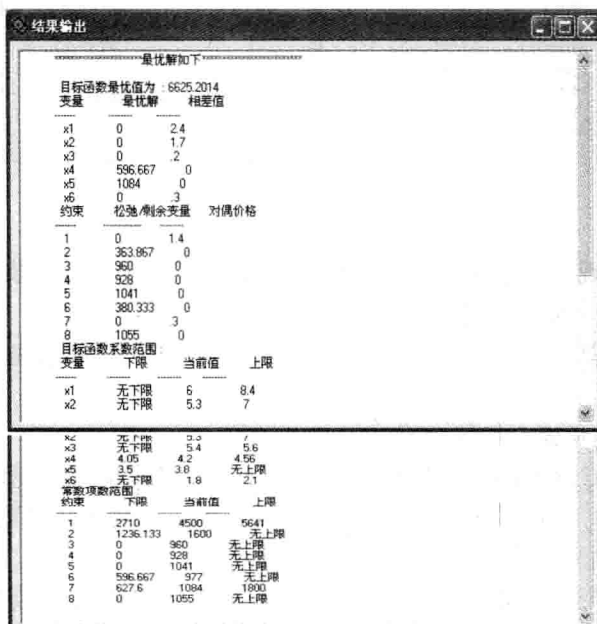 结果输出
**********************最优解如下*************************
目标函数最优值为 : 6625.2014
变量 最优解 相差值
------- -------- --------
x1 0 2.4
x2 0 1.7
x3 0 .2
x4 596.667 0
x5 1084 0
x6 0 .3
约束 松弛/剩余变量 对偶价格
------- ------------- --------
1 0 1.4
2 363.867 0
3 960 0
4 928 0
5 1041 0
6 380.333 0
7 0 .3
8 1055 0
目标函数系数范围 :
变量 下限 当前值 上限
------- -------- -------- --------
x1 无下限 6 8.4
x2 无下限 5.3 7
x2 无下限 5.3 7
x3 无下限 5.4 5.6
x4 4.05 4.2 4.56
x5 3.5 3.8 无上限
x6 无下限 1.8 2.1
常数项数范围 :
约束 下限 当前值 上限
------- -------- -------- --------
1 2710 4500 5641
2 1236.133 1600 无上限
3 0 960 无上限
4 0 928 无上限
5 0 1041 无上限
6 596.667 977 无上限
7 627.6 1084 1800
8 0 1055 无上限